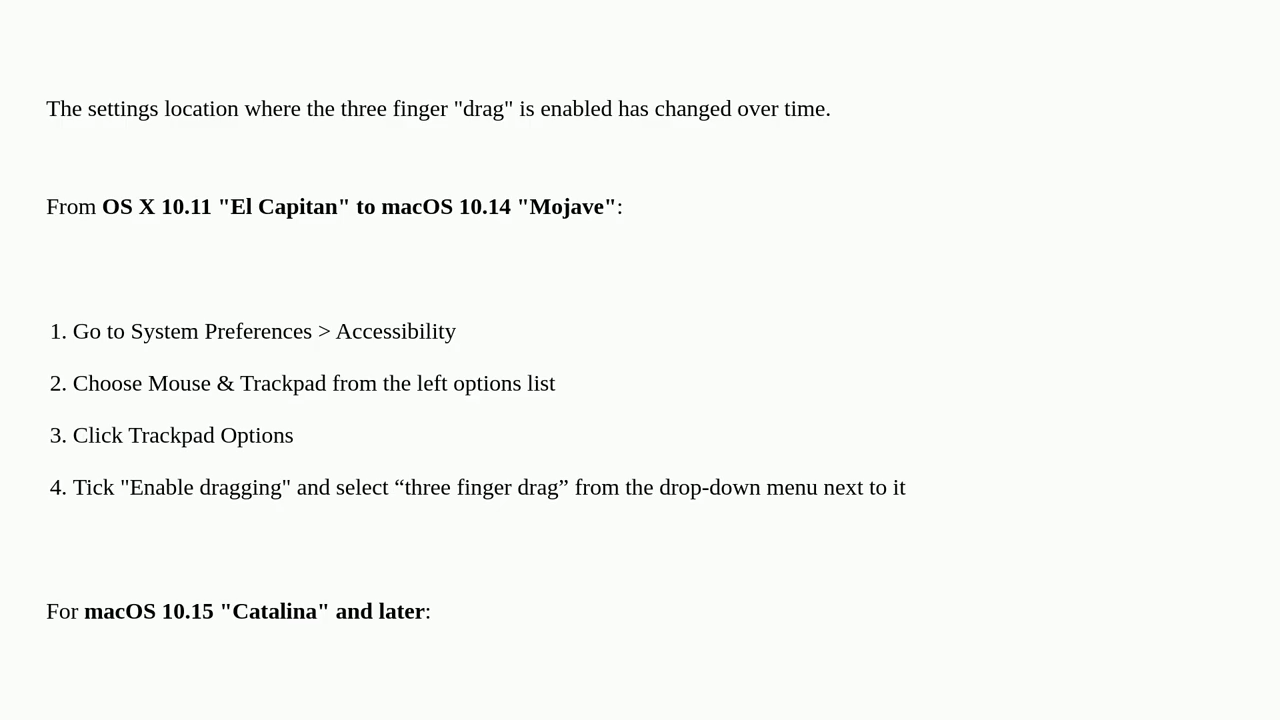 The settings location where the three finger "drag" is enabled has changed over time.
From OS X 10.11 "El Capitan" to macOS 10.14 "Mojave":
1. Go to System Preferences > Accessibility
2. Choose Mouse & Trackpad from the left options list
3. Click Trackpad Options
4. Tick "Enable dragging" and select “three finger drag” from the drop-down menu next to it
For macOS 10.15 "Catalina" and later: